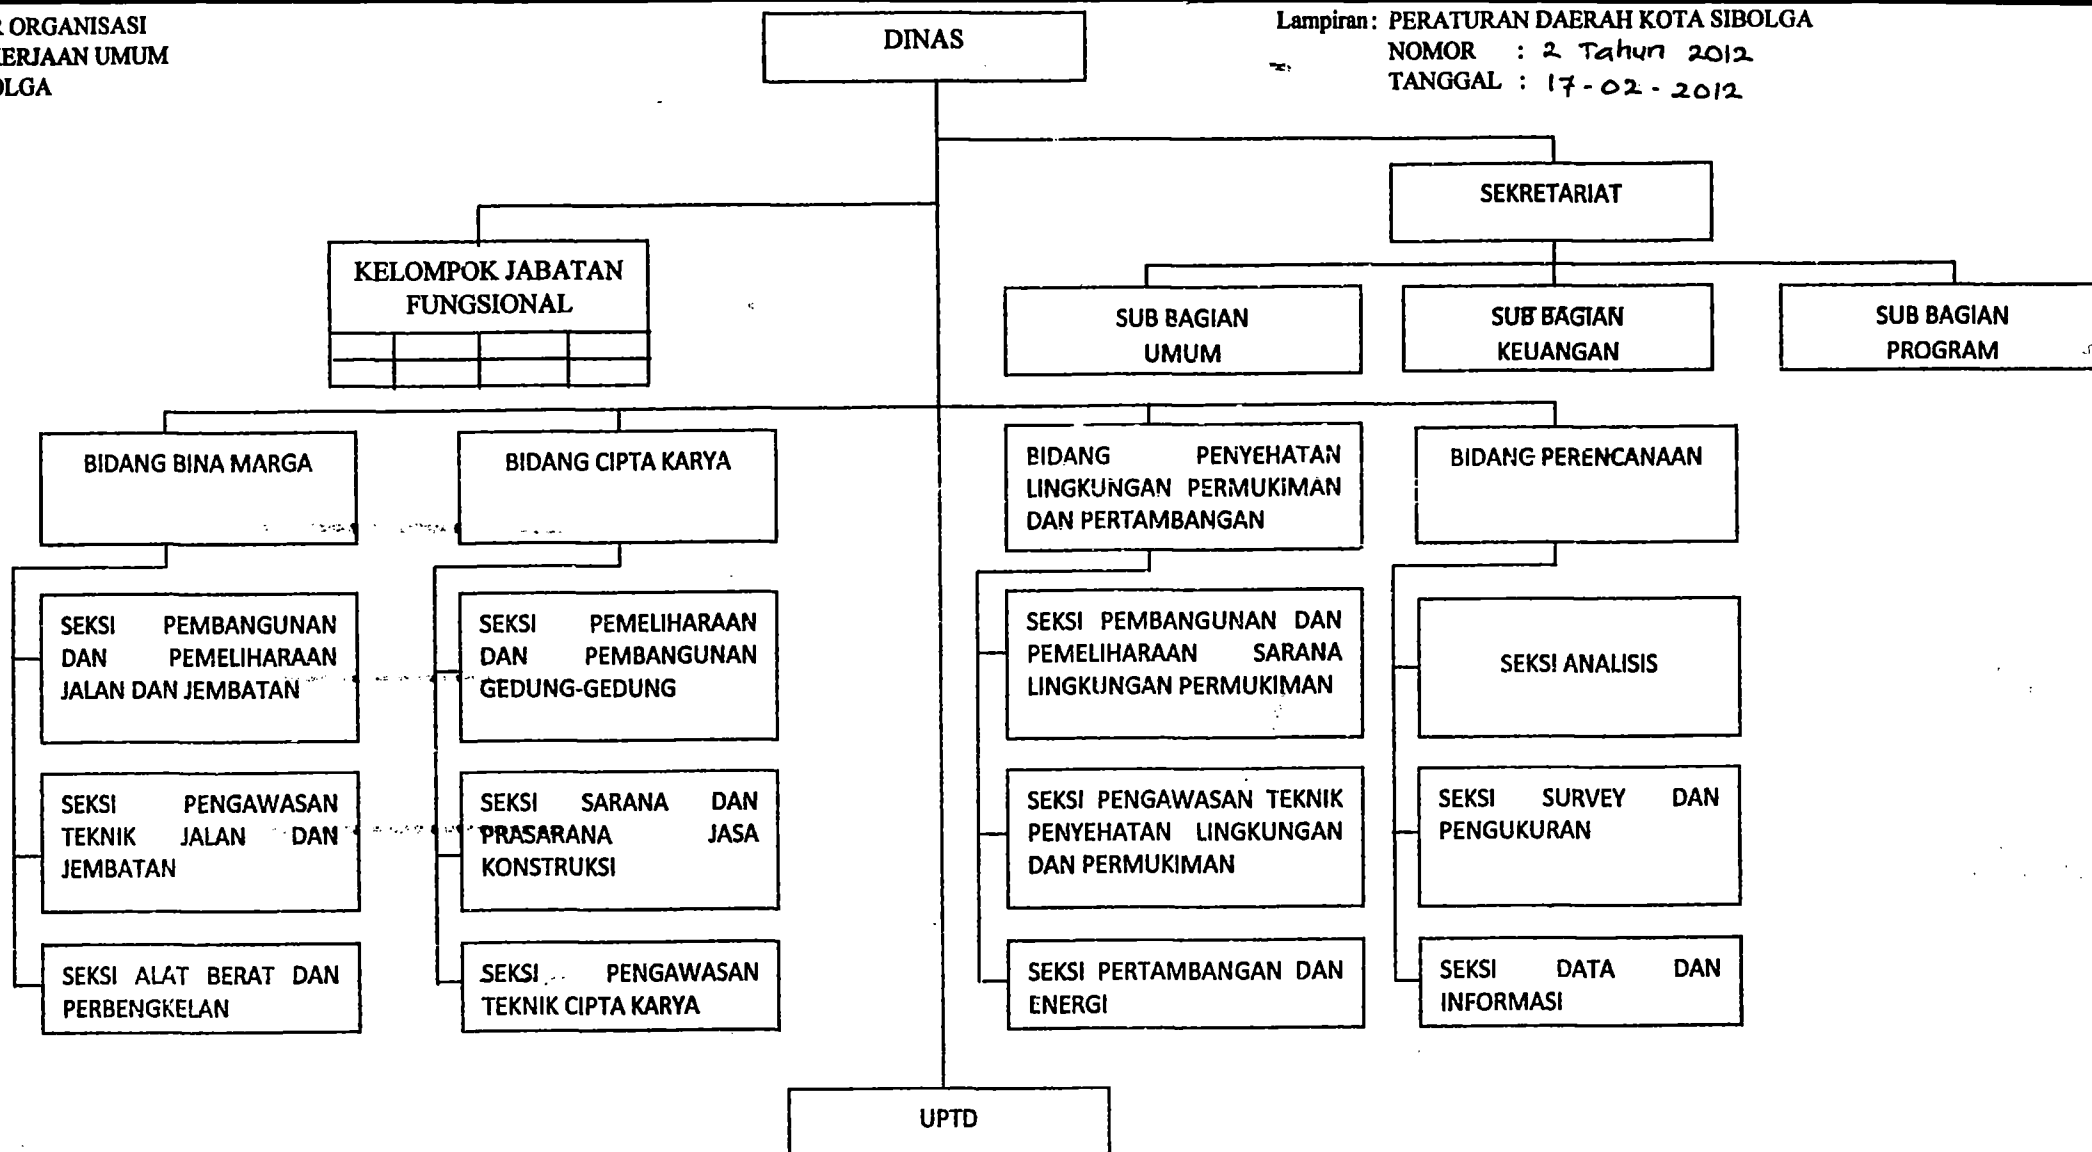 R ORGANISASI
KERJAAN UMUM
OLGA
DINAS
Lampiran : PERATURAN DAERAH KOTA SIBOLGA
NOMOR : 2 Tahun 2012
TANGGAL : 17-02-2012
SEKRETARIAT
KELOMPOK JABATAN
FUNGSIONAL
SUB BAGIAN
UMUM
SUB BAGIAN
KEUANGAN
SUB BAGIAN
PROGRAM
BIDANG BINA MARGA
BIDANG CIPTA KARYA
BIDANG PENYEHATAN
LINGKUNGAN PERMUKIMAN
DAN PERTAMBANGAN
BIDANG PERENCANAAN
SEKSI PEMBANGUNAN
DAN PEMELIHARAAN
JALAN DAN JEMBATAN
SEKSI PEMELIHARAAN
DAN PEMBANGUNAN
GEDUNG-GEDUNG
SEKSI PEMBANGUNAN DAN
PEMELIHARAAN SARANA
LINGKUNGAN PERMUKIMAN
SEKSI ANALISIS
SEKSI PENGAWASAN
TEKNIK JALAN DAN
JEMBATAN
SEKSI SARANA DAN
PRASARANA JASA
KONSTRUKSI
SEKSI PENGAWASAN TEKNIK
PENYEHATAN LINGKUNGAN
DAN PERMUKIMAN
SEKSI SURVEY DAN
PENGUKURAN
SEKSI ALAT BERAT DAN
PERBENGKELAN
SEKSI PENGAWASAN
TEKNIK CIPTA KARYA
SEKSI PERTAMBANGAN DAN
ENERGI
SEKSI DATA DAN
INFORMASI
UPTD